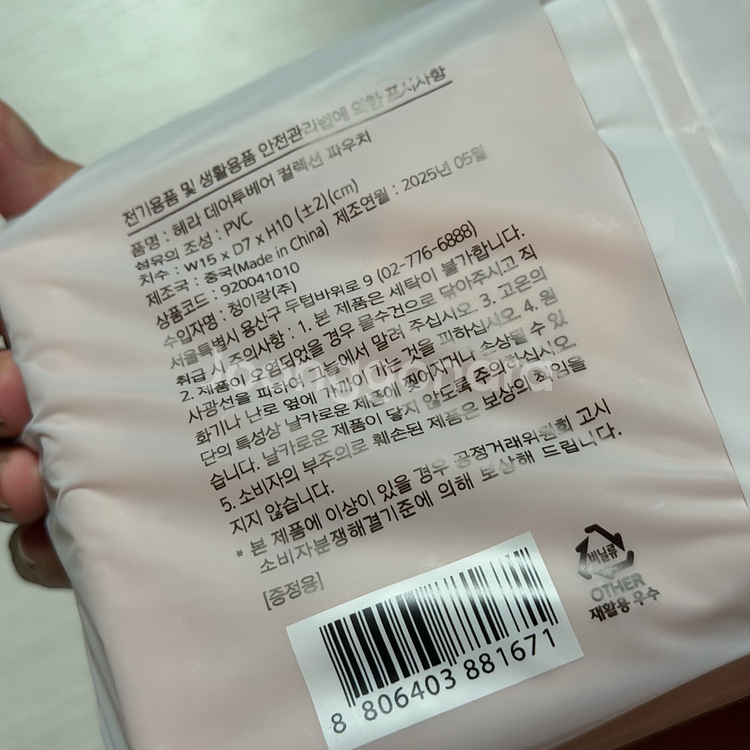 전기용품 및 생활용품 안전관리법에 의한 표시사항
품명 : 헤라 데어투베어 컬렉션 파우치
섬유의 조성 : PVC
치수 : W15 x D7 x H10 (±2)(cm)
제조국 : 중국(Made in China) 제조연월 : 2025년 05월
상품코드 : 920041010
수입자명 : 청이랑(주)
서울특별시 용산구 두텁바위로 9 (02-776-6888)
취급 시 주의사항 : 1. 본 제품은 세탁이 불가합니다.
2. 제품이 오염되었을 경우 물수건으로 닦아주시고 직
사광선을 피하여 그늘에서 말려 주십시오. 3. 고온의
화기나 난로 옆에 가까이 가는 것을 피하십시오. 4. 원
단의 특성상 날카로운 제품에 찢어지거나 손상될 수 있
습니다. 날카로운 제품이 닿지 않도록 주의하십시오.
5. 소비자의 부주의로 훼손된 제품은 보상의 책임을
지지 않습니다.
* 본 제품에 이상이 있을 경우 공정거래위원회 고시
소비자분쟁해결기준에 의해 보상해 드립니다.
[증정용]
비닐류
OTHER
재활용 우수
8 806403 881671